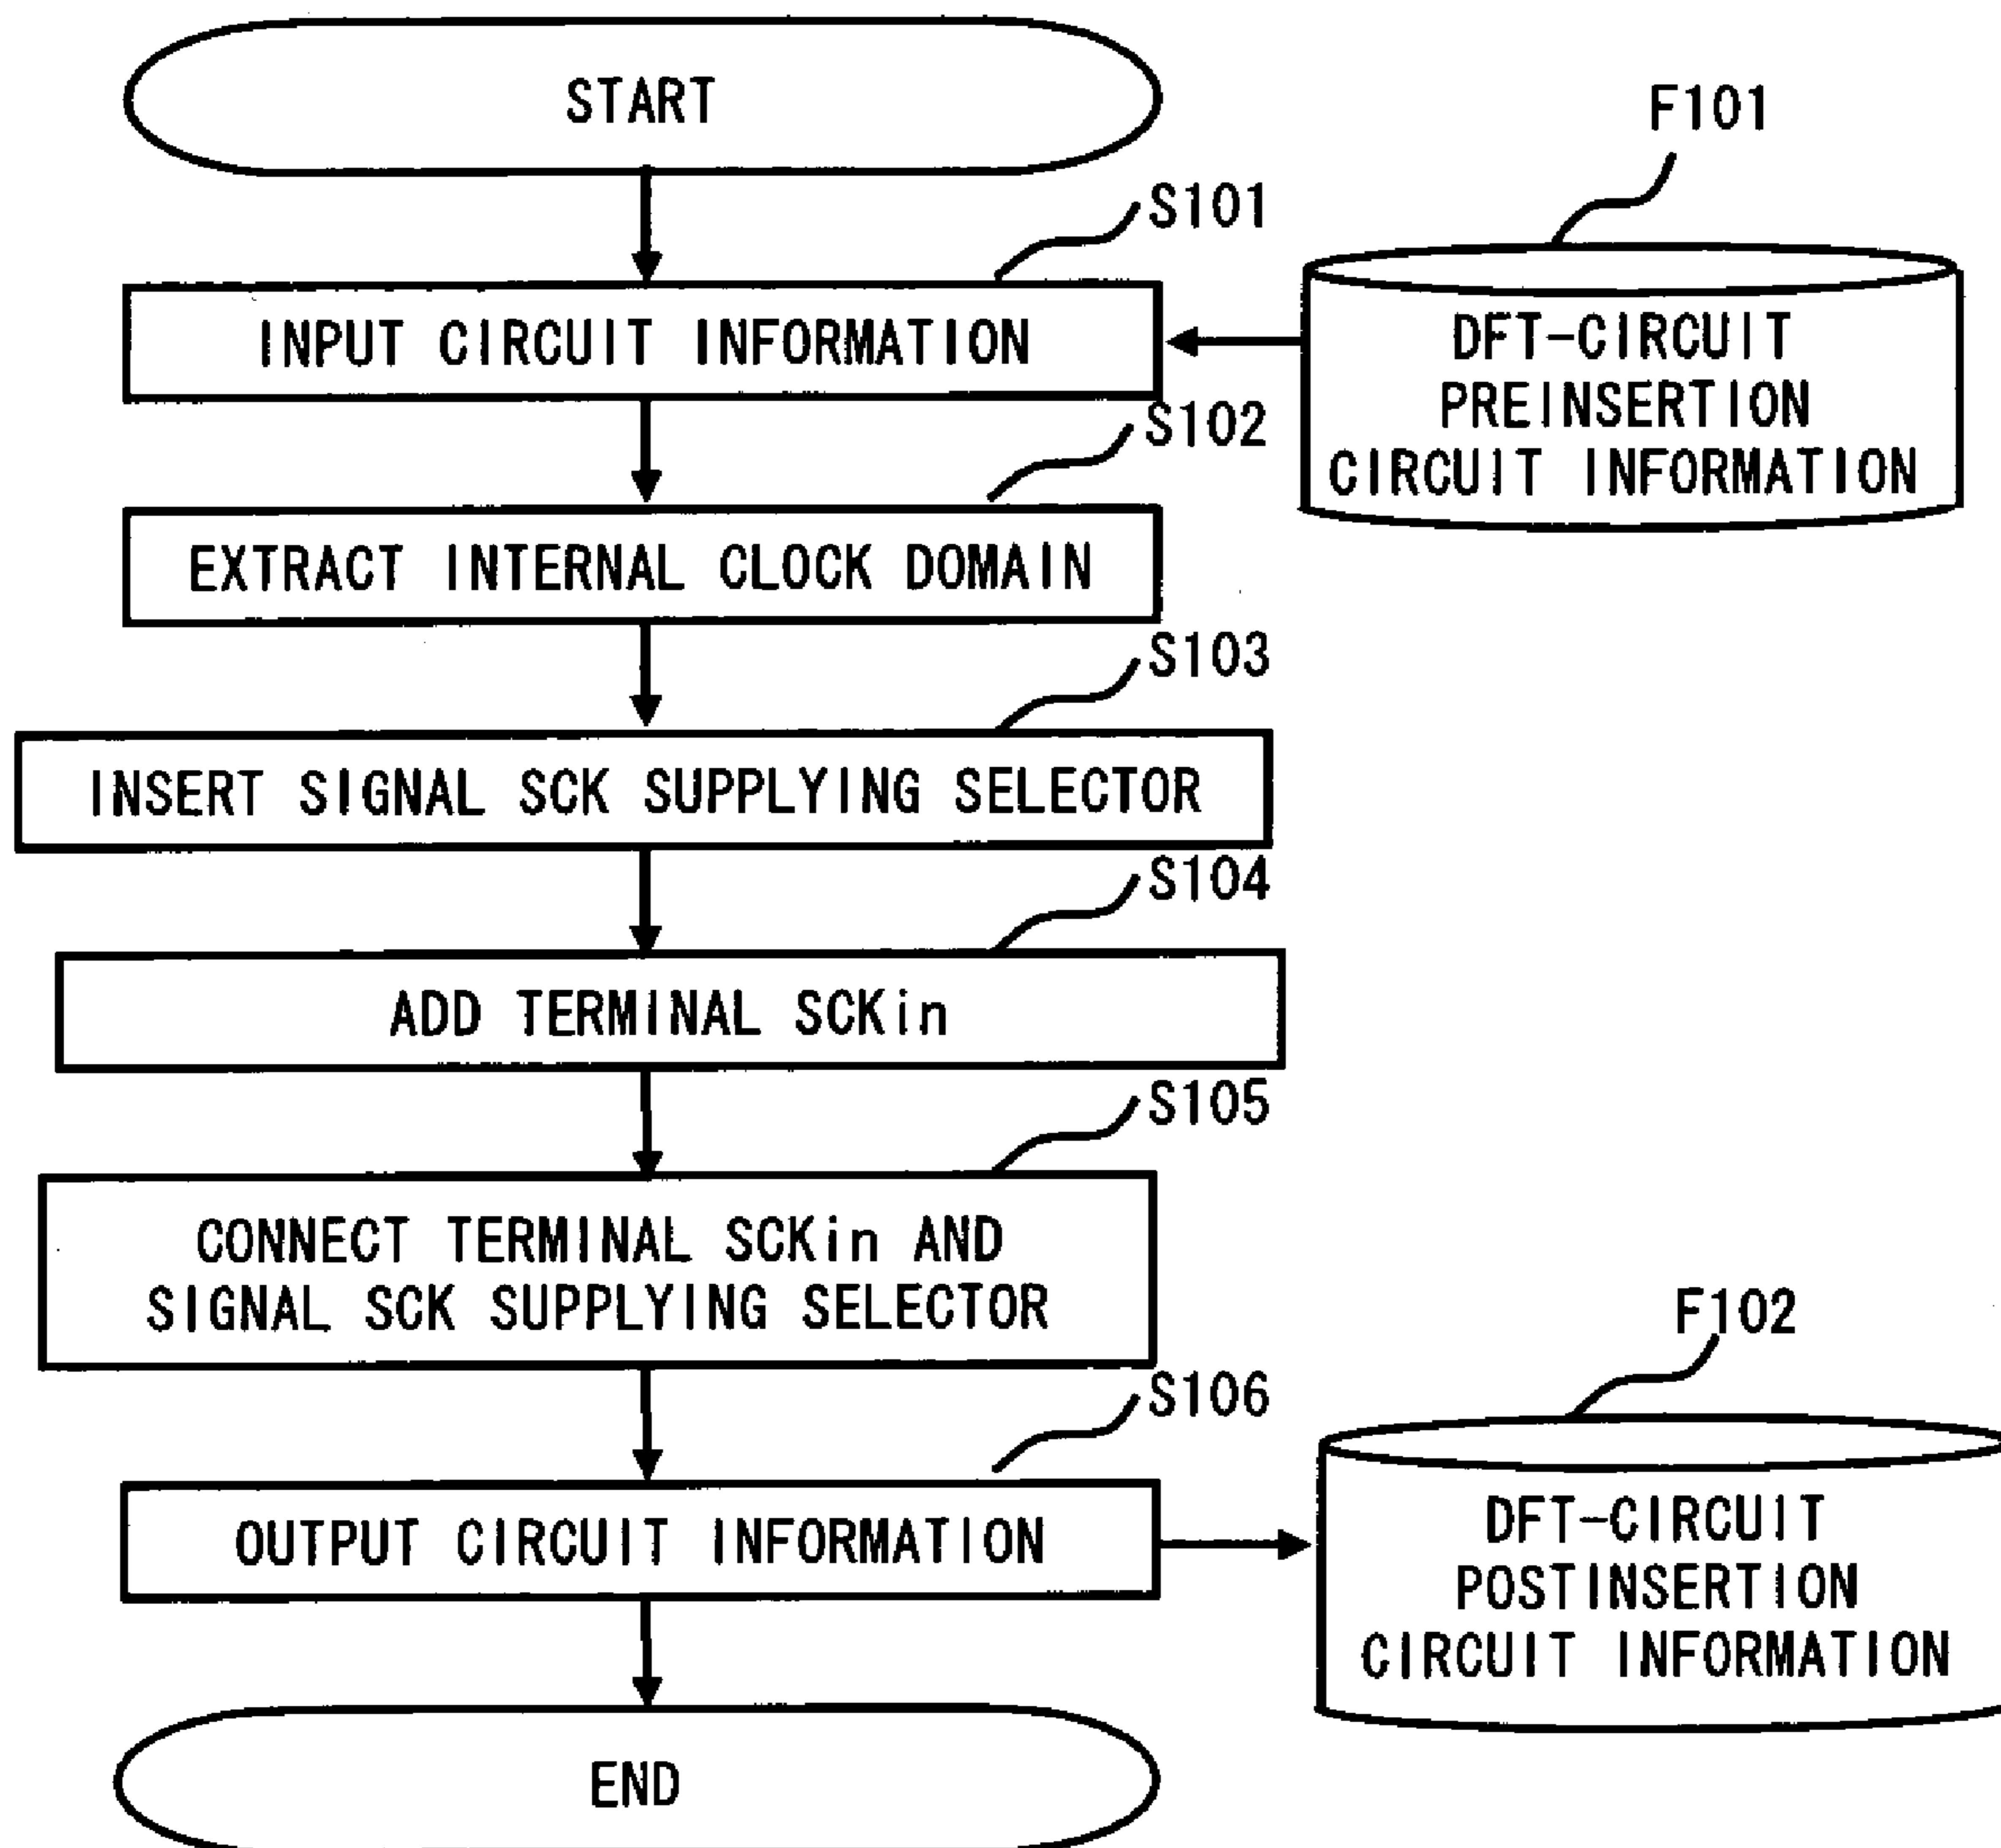 START
F101
S101
INPUT CIRCUIT INFORMATION
DFT-CIRCUIT
PREINSERTION
CIRCUIT INFORMATION
S102
EXTRACT INTERNAL CLOCK DOMAIN
S103
INSERT SIGNAL SCK SUPPLYING SELECTOR
S104
ADD TERMINAL SCKin
S105
CONNECT TERMINAL SCKin AND
SIGNAL SCK SUPPLYING SELECTOR
F102
S106
OUTPUT CIRCUIT INFORMATION
DFT-CIRCUIT
POSTINSERTION
CIRCUIT INFORMATION
END